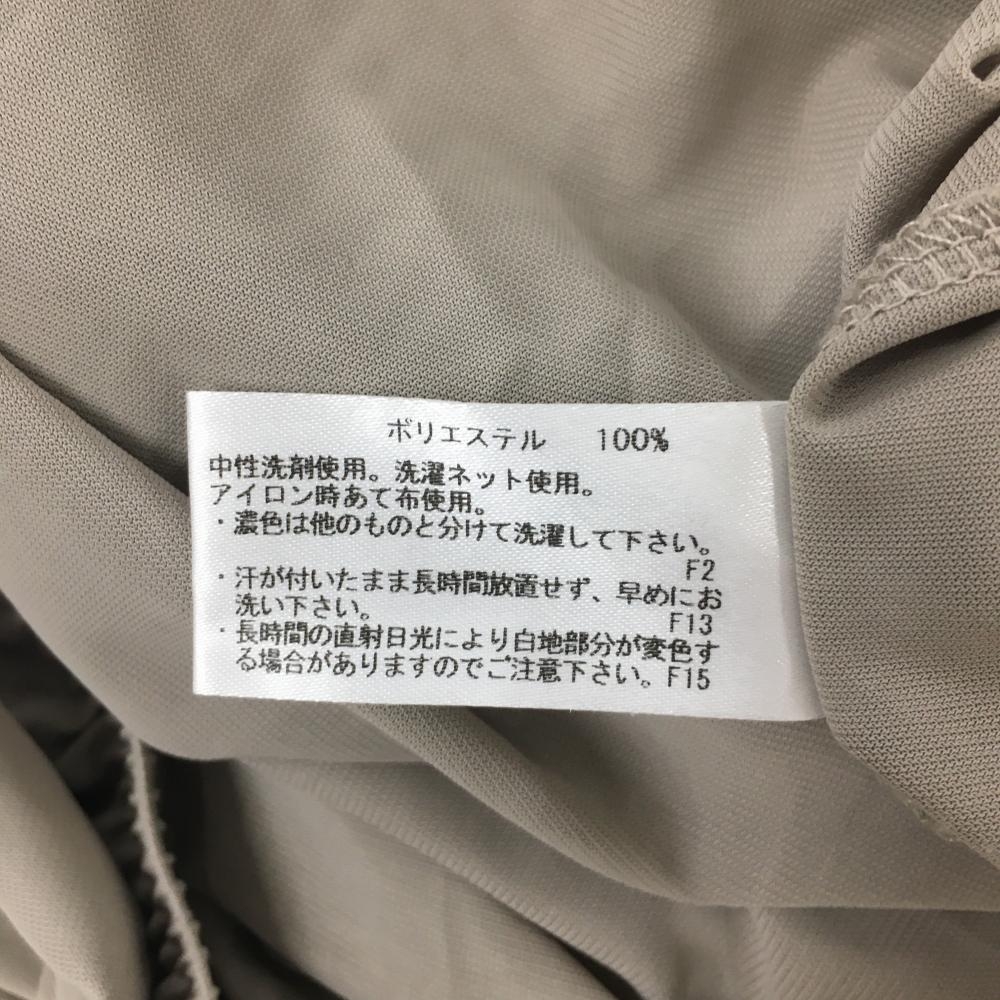 ポリエステル 100%
中性洗剤使用。洗濯ネット使用。
アイロン時あて布使用。
・濃色は他のものと分けて洗濯して下さい。
F2
・汗が付いたまま長時間放置せず、早めにお
洗い下さい。 F13
・長時間の直射日光により白地部分が変色す
る場合がありますのでご注意下さい。F15